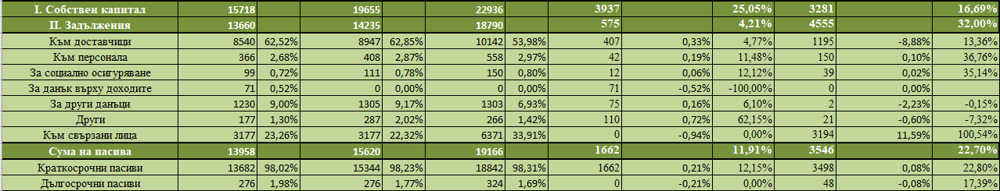 I. Собствен капитал 15718 19655 22936 3937 25,05% 3281 16,69%
II. Задължения 13660 14235 18790 575 4,21% 4555 32,00%
Към доставчици 8540 62,52% 8947 62,85% 10142 53,98% 407 0,33% 4,77% 1195 -8,88% 13,36%
Към персонала 366 2,68% 408 2,87% 558 2,97% 42 0,19% 11,48% 150 0,10% 36,76%
За социално осигуряване 99 0,72% 111 0,78% 150 0,80% 12 0,06% 12,12% 39 0,02% 35,14%
За данък върху доходите 71 0,52% 0 0,00% 0 0,00% 71 -0,52% -100,00% 0 0,00%
За други данъци 1230 9,00% 1305 9,17% 1303 6,93% 75 0,16% 6,10% 2 -2,23% -0,15%
Други 177 1,30% 287 2,02% 266 1,42% 110 0,72% 62,15% 21 -0,60% -7,32%
Към свързани лица 3177 23,26% 3177 22,32% 6371 33,91% 0 -0,94% 0,00% 3194 11,59% 100,54%
Сума на пасива 13958 15620 19166 1662 11,91% 3546 22,70%
Краткосрочни пасиви 13682 98,02% 15344 98,23% 18842 98,31% 1662 0,21% 12,15% 3498 0,08% 22,80%
Дългосрочни пасиви 276 1,98% 276 1,77% 324 1,69% 0 -0,21% 0,00% 48 -0,08% 17,39%